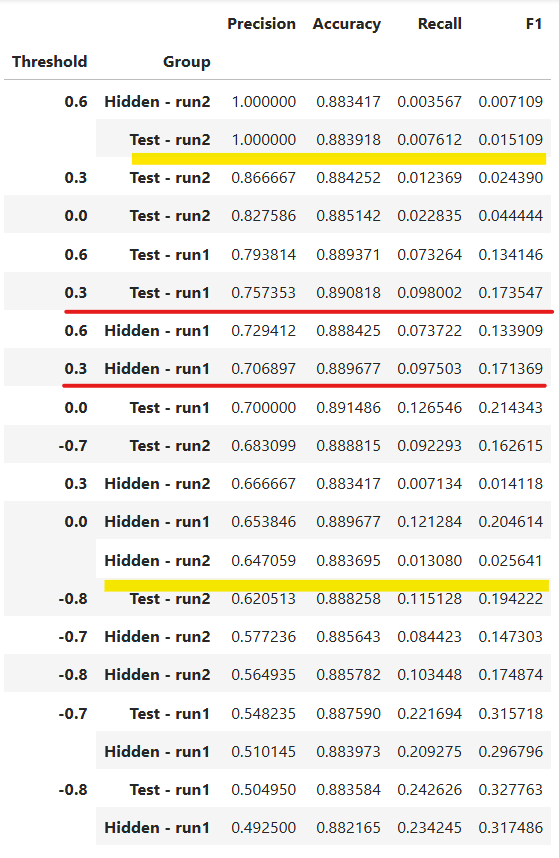 Precision Accuracy Recall F1
Threshold Group
0.6 Hidden - run2 1.000000 0.883417 0.003567 0.007109
Test - run2 1.000000 0.883918 0.007612 0.015109
0.3 Test - run2 0.866667 0.884252 0.012369 0.024390
0.0 Test - run2 0.827586 0.885142 0.022835 0.044444
0.6 Test - run1 0.793814 0.889371 0.073264 0.134146
0.3 Test - run1 0.757353 0.890818 0.098002 0.173547
0.6 Hidden - run1 0.729412 0.888425 0.073722 0.133909
0.3 Hidden - run1 0.706897 0.889677 0.097503 0.171369
0.0 Test - run1 0.700000 0.891486 0.126546 0.214343
-0.7 Test - run2 0.683099 0.888815 0.092293 0.162615
0.3 Hidden - run2 0.666667 0.883417 0.007134 0.014118
0.0 Hidden - run1 0.653846 0.889677 0.121284 0.204614
Hidden - run2 0.647059 0.883695 0.013080 0.025641
-0.8 Test - run2 0.620513 0.888258 0.115128 0.194222
-0.7 Hidden - run2 0.577236 0.885643 0.084423 0.147303
-0.8 Hidden - run2 0.564935 0.885782 0.103448 0.174874
-0.7 Test - run1 0.548235 0.887590 0.221694 0.315718
Hidden - run1 0.510145 0.883973 0.209275 0.296796
-0.8 Test - run1 0.504950 0.883584 0.242626 0.327763
Hidden - run1 0.492500 0.882165 0.234245 0.317486